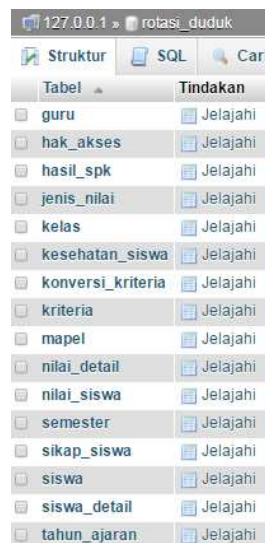 127.0.0.1 » rotasi_duduk
Struktur SQL Car
Tabel Tindakan
guru Jelajahi
hak_akses Jelajahi
hasil_spk Jelajahi
jenis_nilai Jelajahi
kelas Jelajahi
kesehatan_siswa Jelajahi
konversi_kriteria Jelajahi
kriteria Jelajahi
mapel Jelajahi
nilai_detail Jelajahi
nilai_siswa Jelajahi
semester Jelajahi
sikap_siswa Jelajahi
siswa Jelajahi
siswa_detail Jelajahi
tahun_ajaran Jelajahi